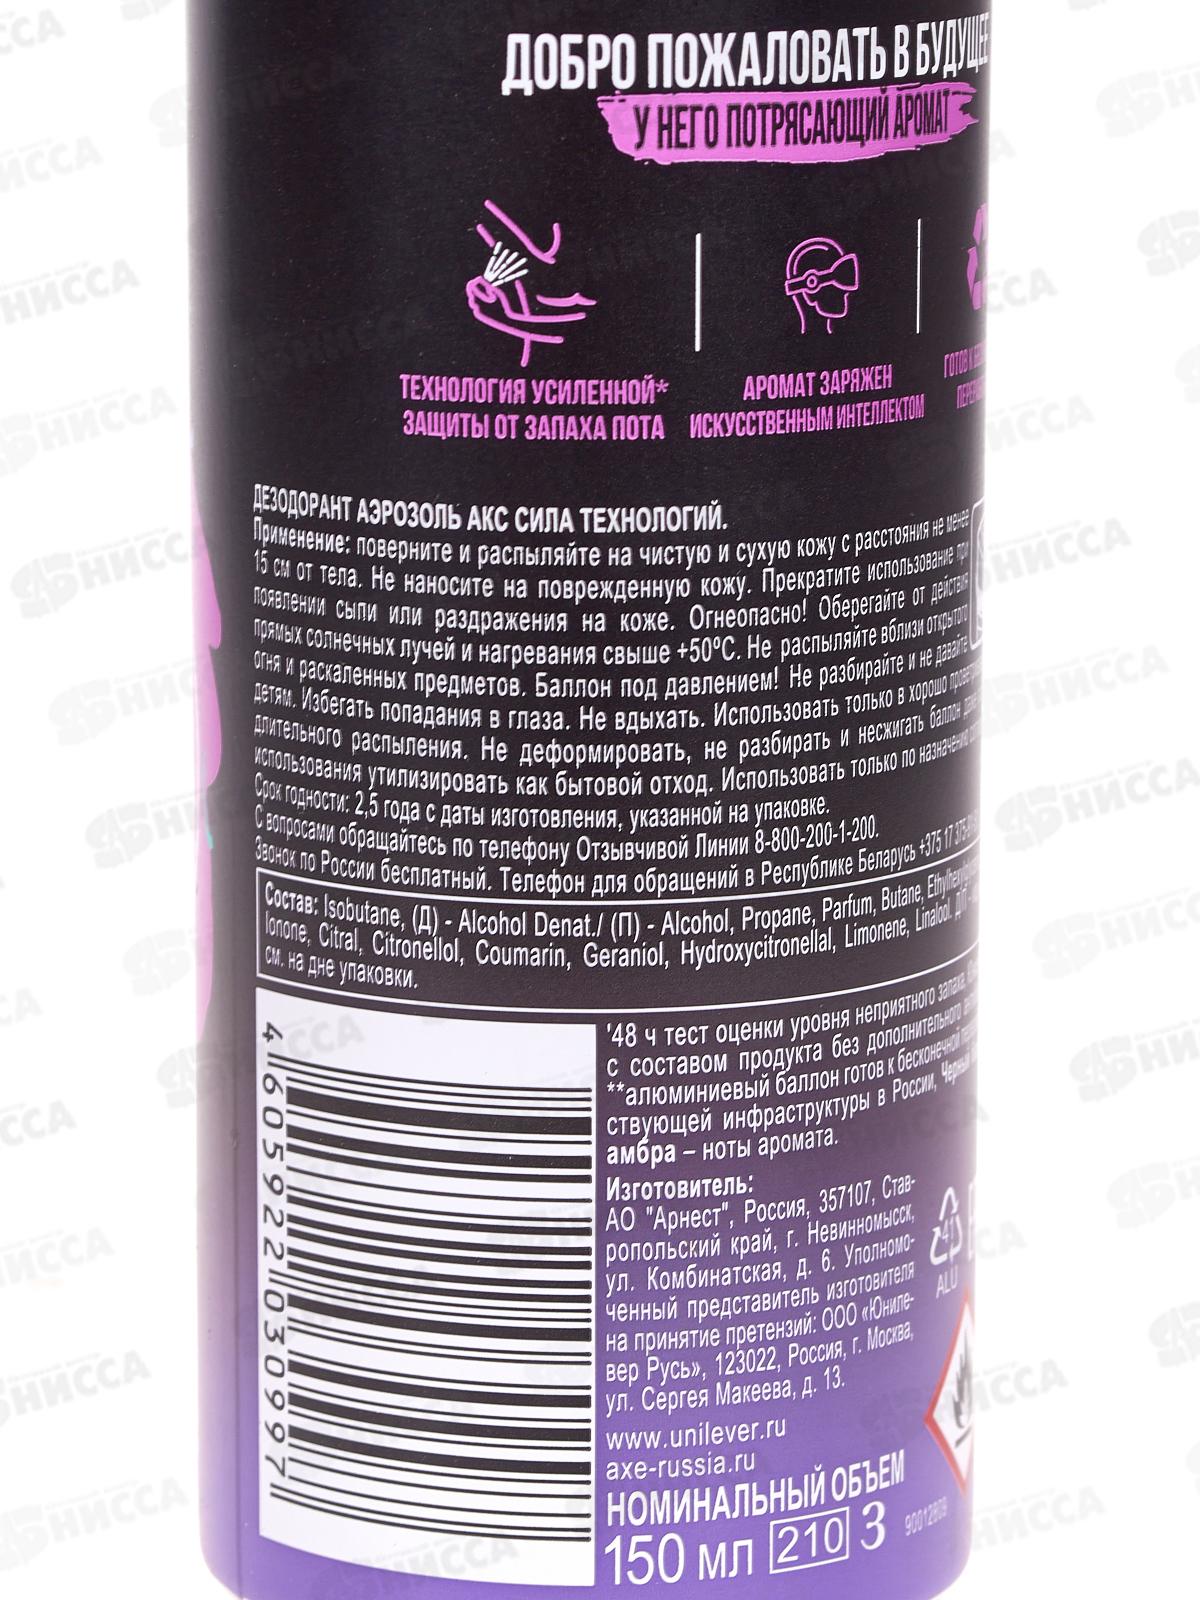 ДОБРО ПОЖАЛОВАТЬ В БУДУЩЕЕ
У НЕГО ПОТРЯСАЮЩИЙ АРОМАТ
ТЕХНОЛОГИЯ УСИЛЕННОЙ*
ЗАЩИТЫ ОТ ЗАПАХА ПОТА
АРОМАТ ЗАРЯЖЕН
ИСКУССТВЕННЫМ ИНТЕЛЛЕКТОМ
ГОТОВ К
ДЕЗОДОРАНТ АЭРОЗОЛЬ АКС СИЛА ТЕХНОЛОГИЙ.
Применение: поверните и распыляйте на чистую и сухую кожу с расстояния не менее
15 см от тела. Не наносите на поврежденную кожу. Прекратите использование при
появлении сыпи или раздражения на коже. Огнеопасно! Оберегайте от действия
прямых солнечных лучей и нагревания свыше +50ºС. Не распыляйте вблизи открытого
огня и раскаленных предметов. Баллон под давлением! Не разбирайте и не давайте
детям. Избегать попадания в глаза. Не вдыхать. Использовать только в хорошо
длительного распыления. Не деформировать, не разбирать и несжигать баллон даже
использования утилизировать как бытовой отход. Использовать только по назначению
Срок годности: 2,5 года с даты изготовления, указанной на упаковке.
С вопросами обращайтесь по телефону Отзывчивой Линии 8-800-200-1-200.
Звонок по России бесплатный. Телефон для обращений в Республике Беларусь +375 17
Состав: Isobutane, (Д) - Alcohol Denat./ (П) - Alcohol, Propane, Parfum, Butane,
Ionone, Citral, Citronellol, Coumarin, Geraniol, Hydroxycitronellal, Limonene, Linalool.
см. на дне упаковки.
4 605922 030997
'48 ч тест оценки уровня неприятного запаха.
с составом продукта без дополнительного
**алюминиевый баллон готов к бесконечной
ствующей инфраструктуры в России, Черный
амбра – ноты аромата.
Изготовитель:
АО "Арнест", Россия, 357107, Став-
ропольский край, г. Невинномысск,
ул. Комбинатская, д. 6. Уполномо-
ченный представитель изготовителя
на принятие претензий: ООО «Юниле-
вер Русь», 123022, Россия, г. Москва,
ул. Сергея Макеева, д. 13.
www.unilever.ru
axe-russia.ru
НОМИНАЛЬНЫЙ ОБЪЕМ
150 мл 210 3
90012809
41
ALU